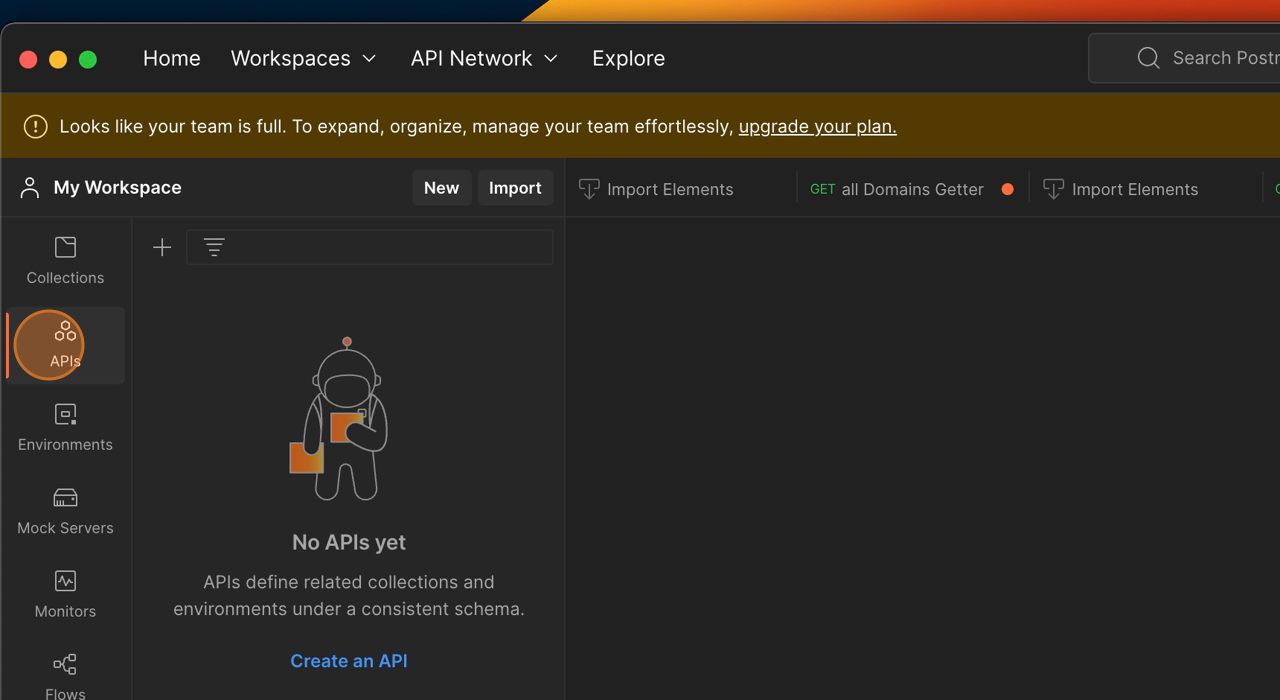 Home Workspaces API Network Explore Search Postr
Looks like your team is full. To expand, organize, manage your team effortlessly, upgrade your plan.
My Workspace New Import Import Elements GET all Domains Getter Import Elements
Collections
APIs
Environments
Mock Servers
Monitors
Flows
No APIs yet
APIs define related collections and
environments under a consistent schema.
Create an API